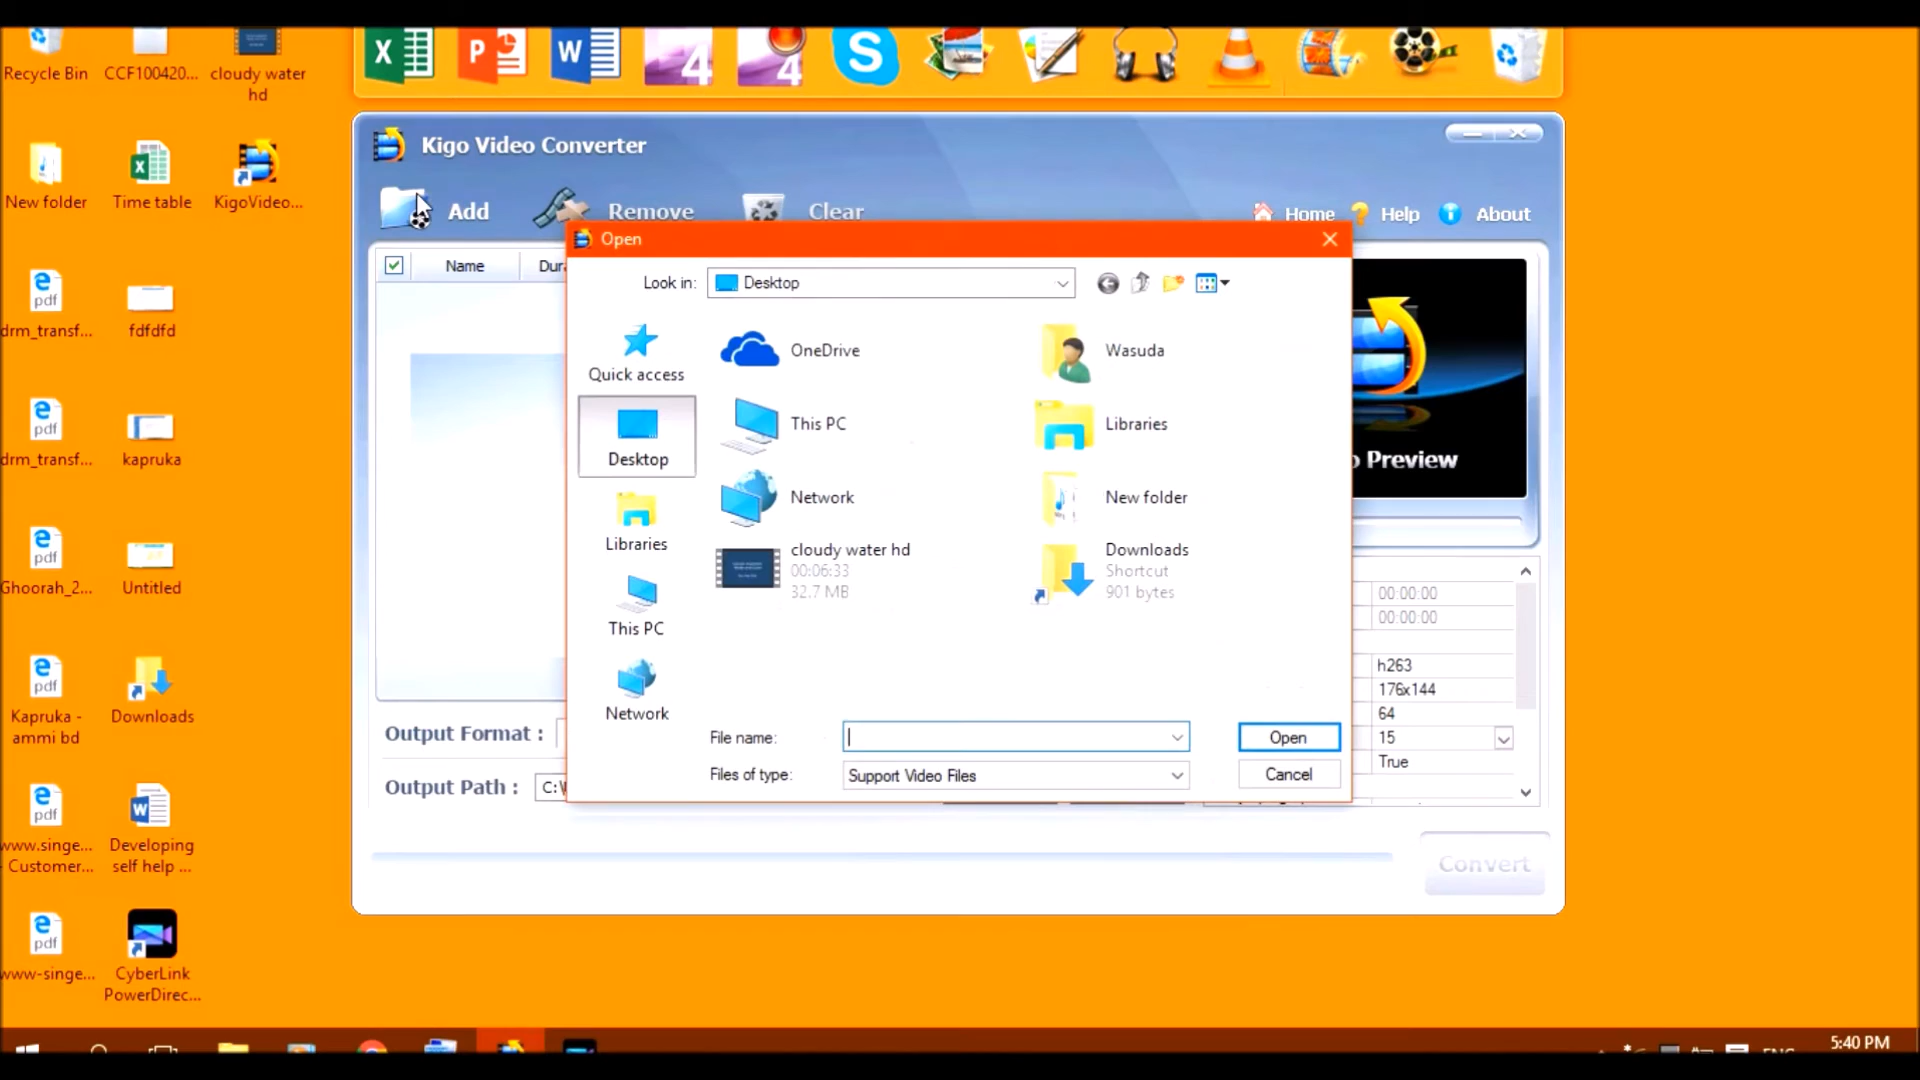 Recycle Bin
CCF100420...
cloudy water
hd
New folder
Time table
KigoVideo...
drm_transf...
fdfdfd
drm_transf...
kapruka
Ghoorah_2...
Untitled
Kapruka -
ammi bd
Downloads
www.singe...
- Customer...
Developing
self help ...
www-singe...
CyberLink
PowerDirec...
Kigo Video Converter
Add
Remove
Clear
Home
Help
About
Name
Dura
Open
Look in:
Desktop
Quick access
Desktop
Libraries
This PC
Network
OneDrive
Wasuda
This PC
Libraries
Network
New folder
cloudy water hd
00:06:33
32.7 MB
Downloads
Shortcut
901 bytes
File name:
Open
Files of type:
Support Video Files
Cancel
o Preview
00:00:00
00:00:00
h263
176x144
64
15
True
Output Format :
Output Path :
C:\
Convert
5:40 PM